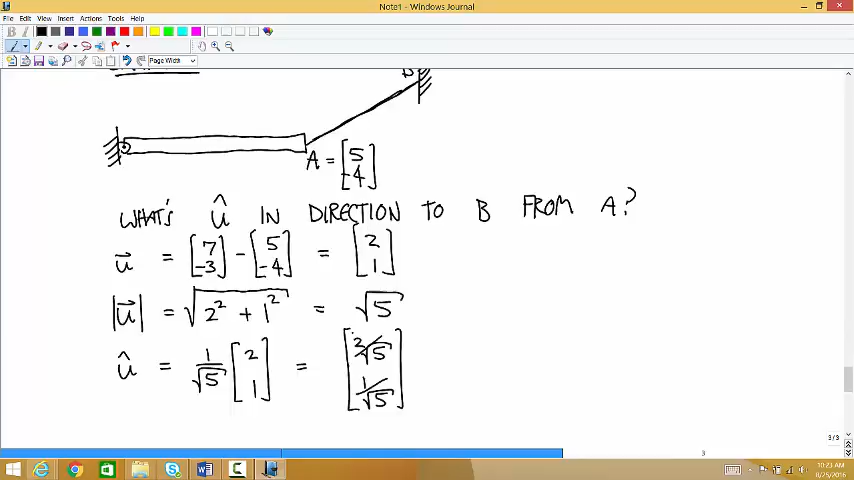 Note1 - Windows Journal
File Edit View Insert Actions Tools Help
B i
Page Width
B
A = [5 -4]
WHAT'S û IN DIRECTION TO B FROM A?
u⃗ = [7 -3] - [5 -4] = [2 1]
|u⃗| = √(2² + 1²) = √5
û = 1/√5 [2 1] = [2/√5 1/√5]
3/3
3
10:23 AM
8/25/2016